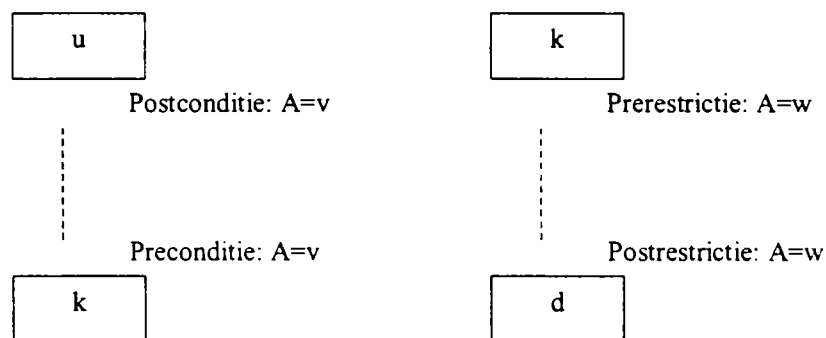 u
Postconditie: A=v
Preconditie: A=v
k
k
Prerestrictie: A=w
Postrestrictie: A=w
d